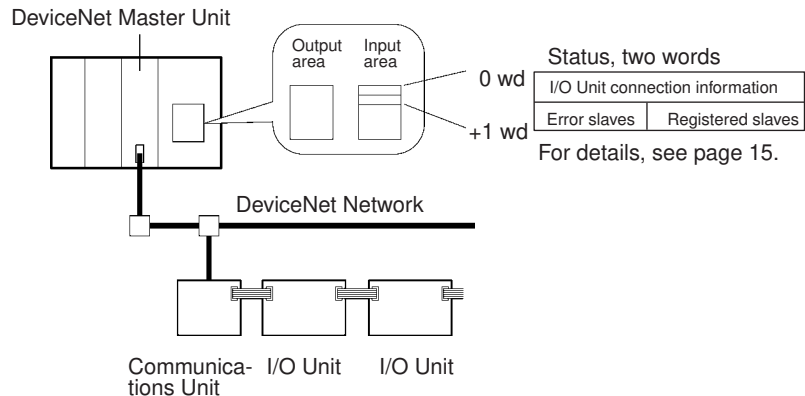 DeviceNet Master Unit
Output
area
Input
area
0 wd
+1 wd
Status, two words
I/O Unit connection information
Error slaves
Registered slaves
For details, see page 15.
DeviceNet Network
Communica-
tions Unit
I/O Unit
I/O Unit